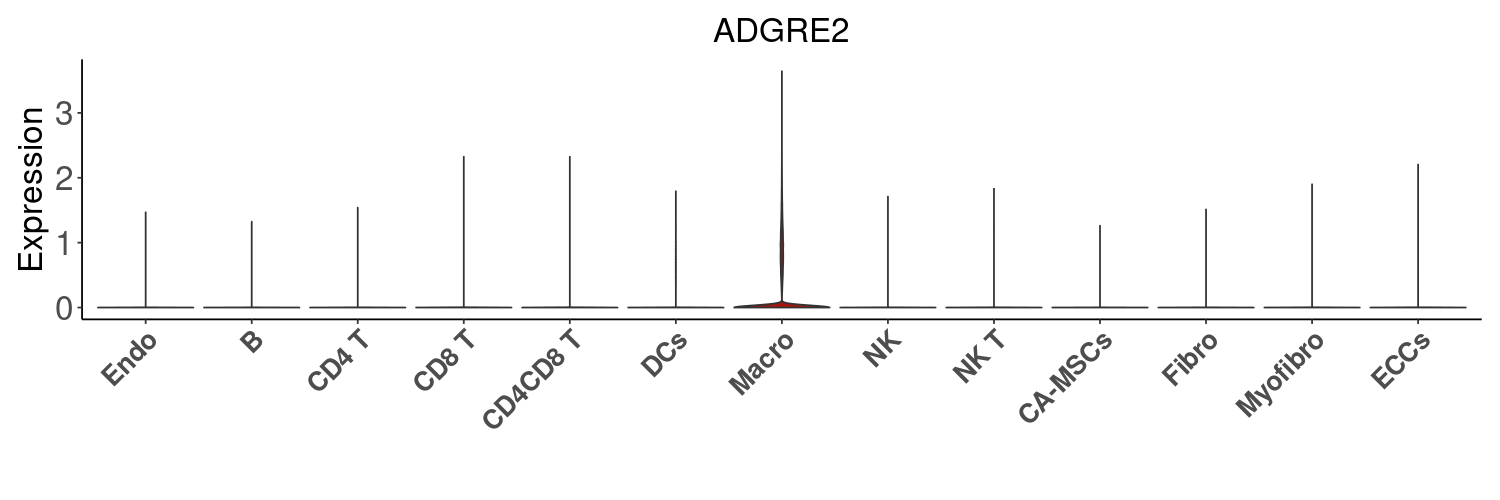 ADGRE2
Expression
3
2
1
0
Endo
B
CD4 T
CD8 T
CD4CD8 T
DCs
Macro
NK
NK T
CA-MSCs
Fibro
Myofibro
ECCs